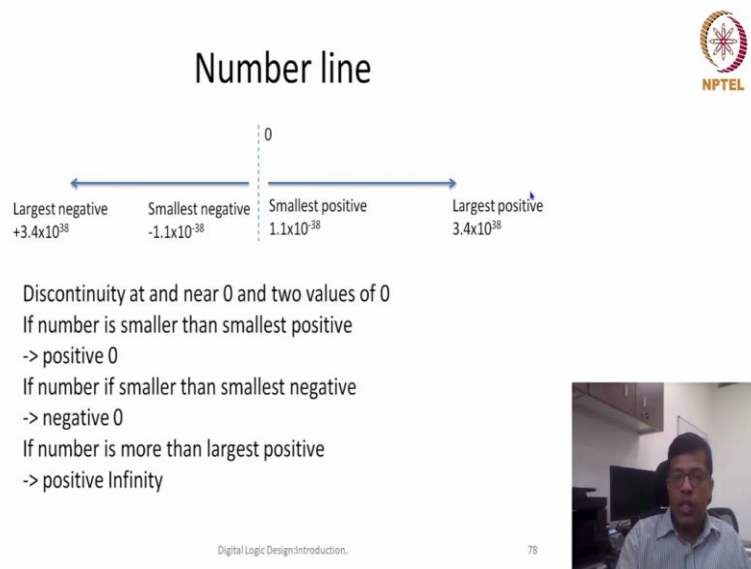 Number line
NPTEL
0
Largest negative
+3.4x10³⁸
Smallest negative
-1.1x10⁻³⁸
Smallest positive
1.1x10⁻³⁸
Largest positive
3.4x10³⁸
Discontinuity at and near 0 and two values of 0
If number is smaller than smallest positive
-> positive 0
If number if smaller than smallest negative
-> negative 0
If number is more than largest positive
-> positive Infinity
Digital Logic Design:Introduction.
78